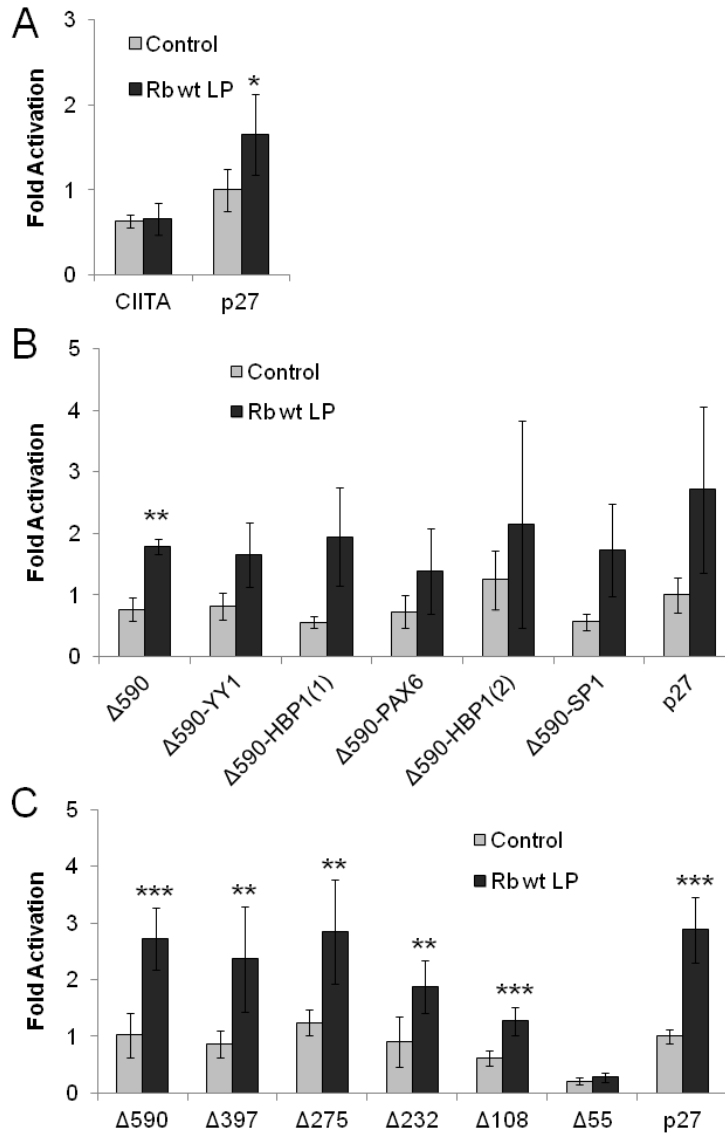 A
3
2
1
0
Fold Activation
Control
Rb wt LP
*
CIITA p27
B
5
4
3
2
1
0
Fold Activation
Control
Rb wt LP
**
Δ590 Δ590-YY1 Δ590-HBP1(1) Δ590-PAX6 Δ590-HBP1(2) Δ590-SP1 p27
C
5
4
3
2
1
0
Fold Activation
Control
Rb wt LP
*** ** ** ** *** ***
Δ590 Δ397 Δ275 Δ232 Δ108 Δ55 p27